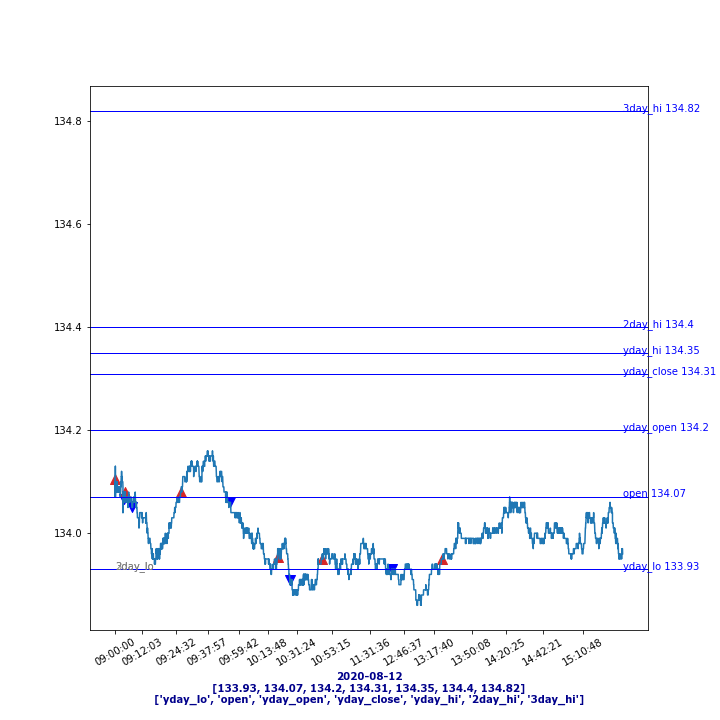 3day_hi 134.82
134.8
134.6
134.4
2day_hi 134.4
yday_hi 134.35
yday_close 134.31
134.2
yday_open 134.2
open 134.07
134.0
2day_lo
yday_lo 133.93
09:00:00 09:12:03 09:24:32 09:37:57 09:59:42 10:13:48 10:31:24 10:53:15 11:31:36 12:46:37 13:17:40 13:50:08 14:20:25 14:42:21 15:10:48
2020-08-12
[133.93, 134.07, 134.2, 134.31, 134.35, 134.4, 134.82]
['yday_lo', 'open', 'yday_open', 'yday_close', 'yday_hi', '2day_hi', '3day_hi']